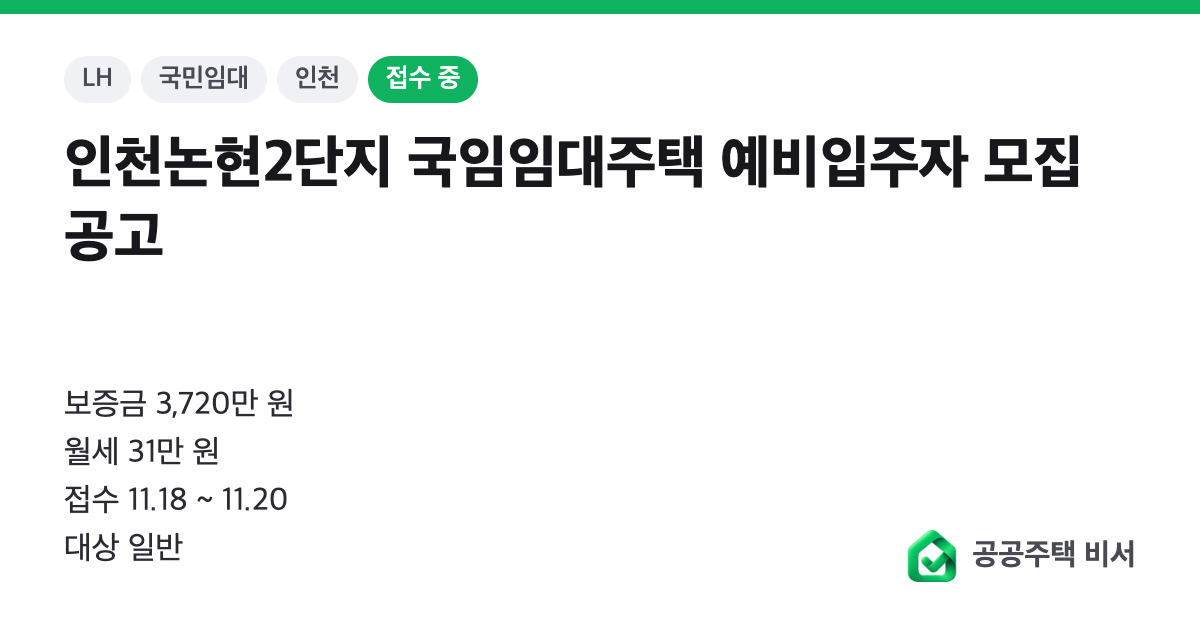 LH 국민임대 인천 접수 중
인천논현2단지 국임임대주택 예비입주자 모집
공고
보증금 3,720만 원
월세 31만 원
접수 11.18 ~ 11.20
대상 일반
공공주택 비서